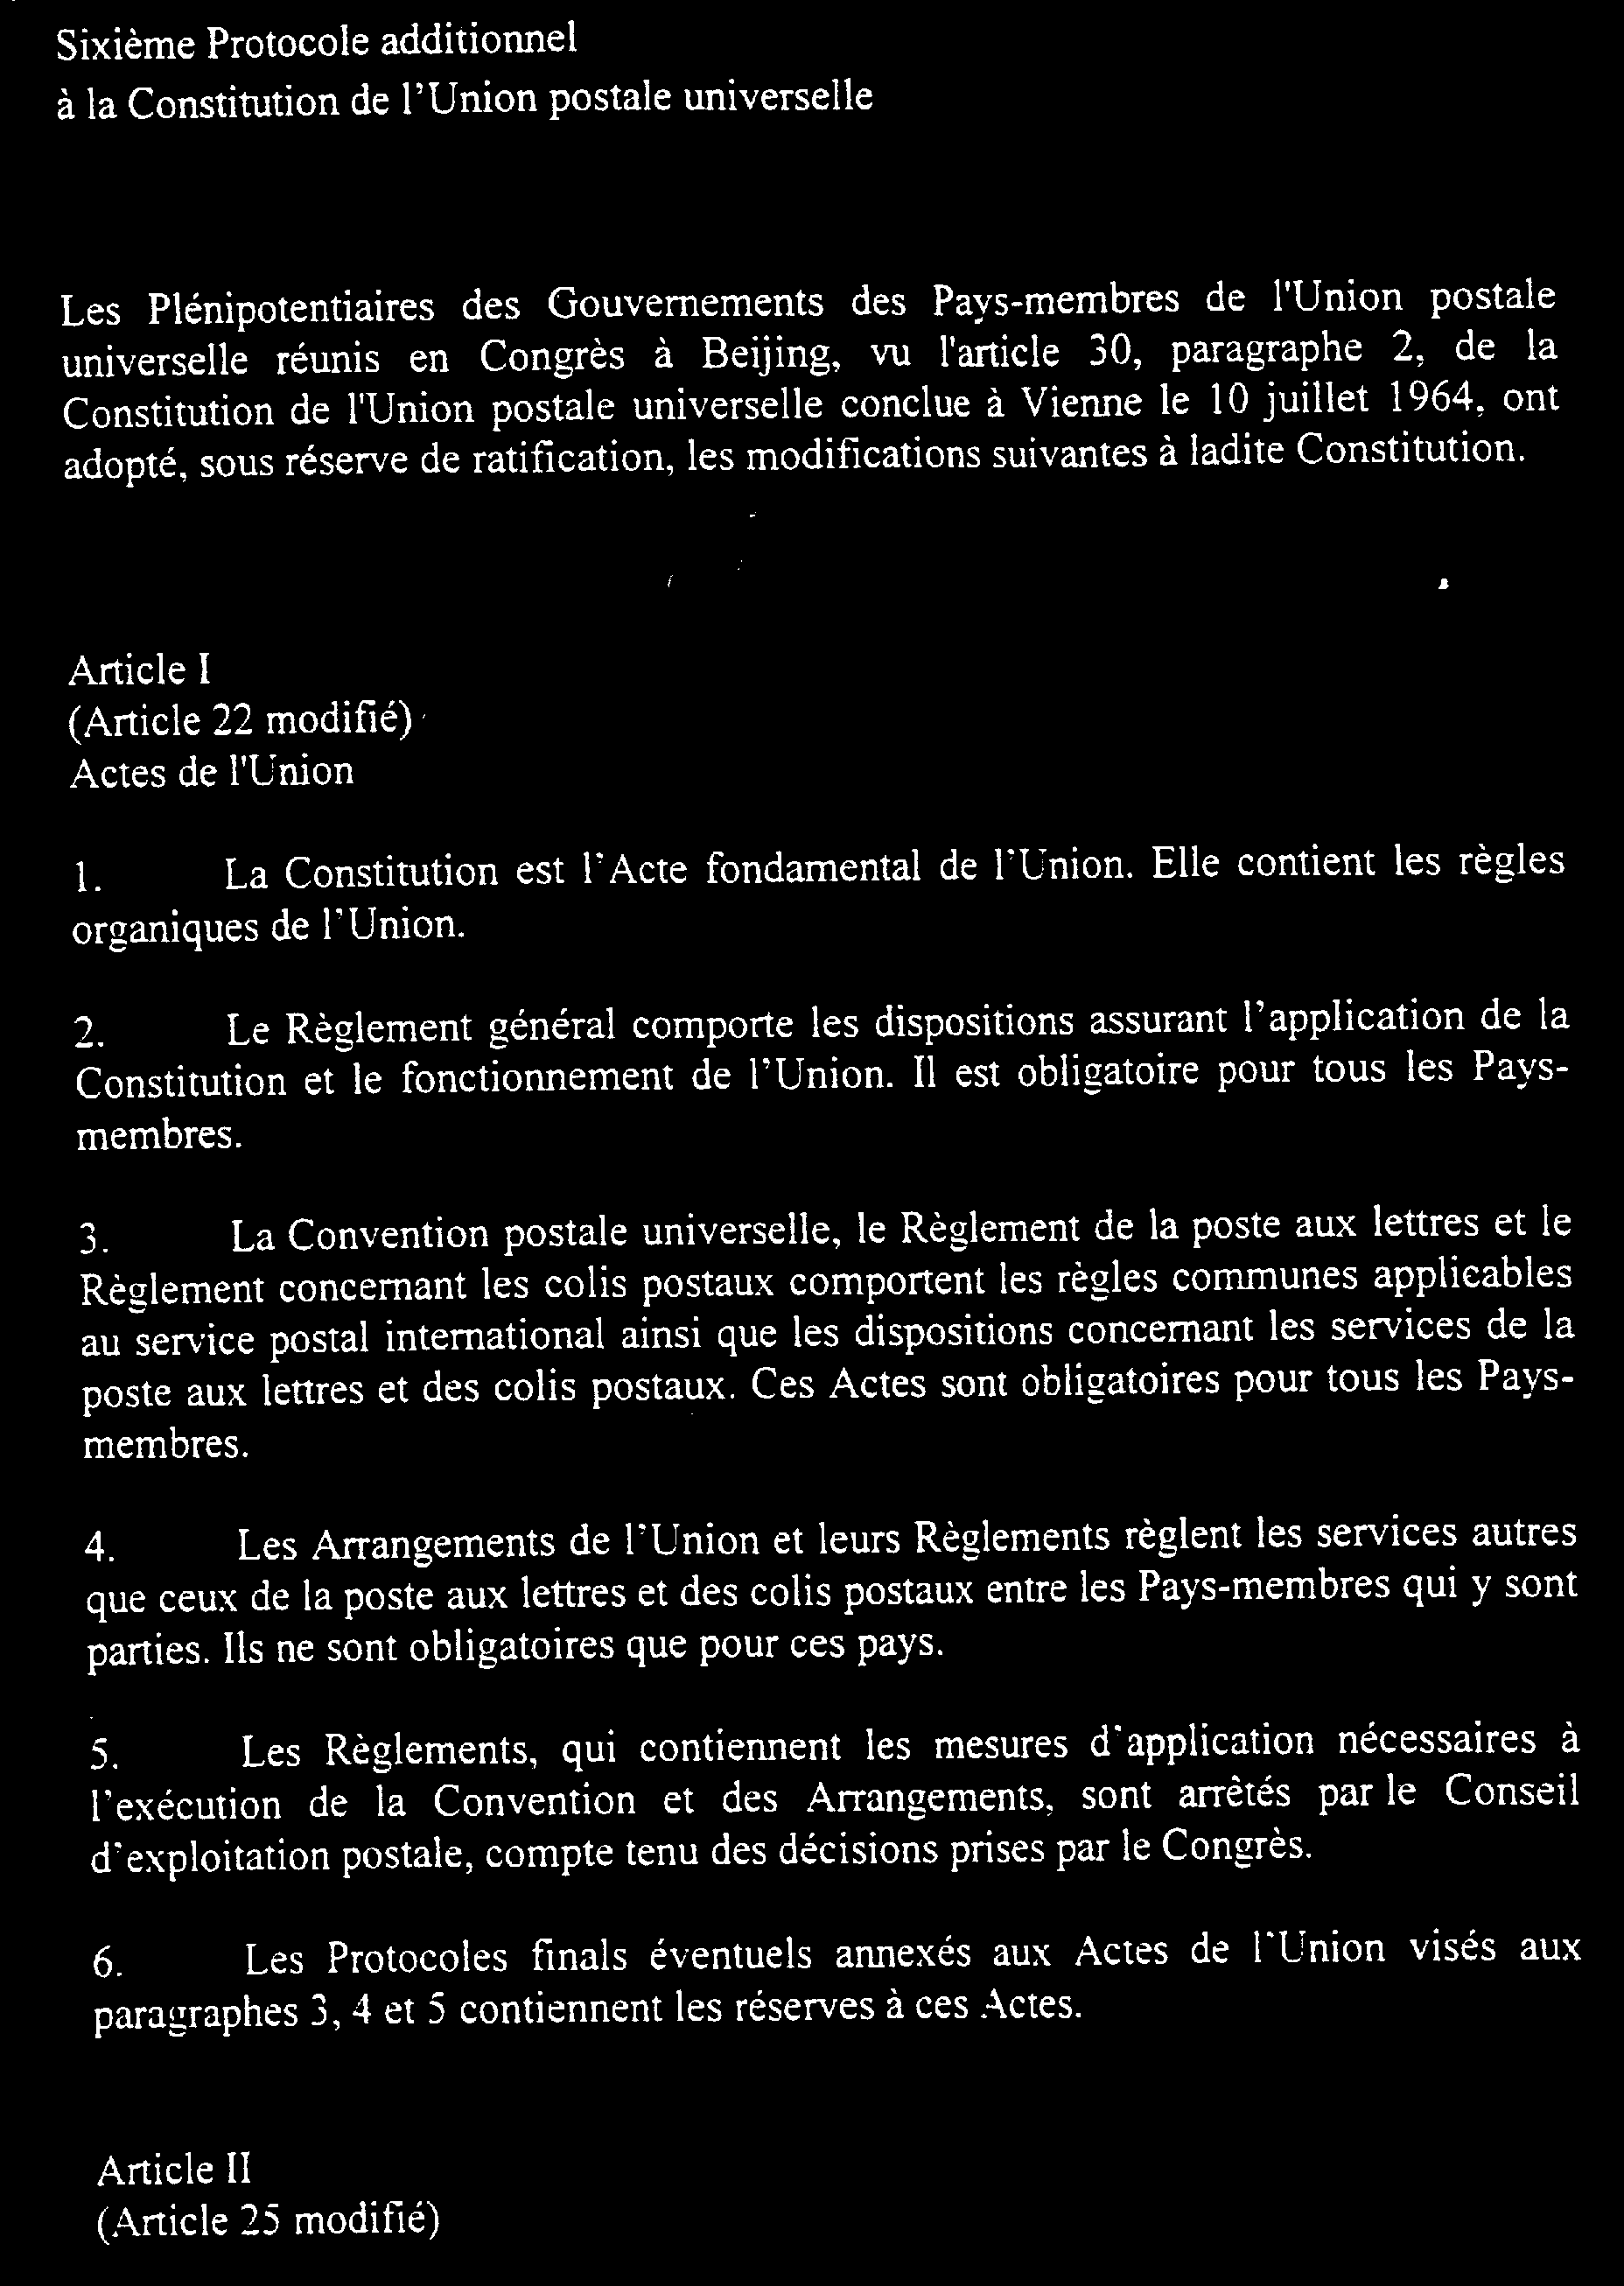 Sixième Protocole additionnel
à la Constitution de l’Union postale universelle
Les Plénipotentiaires des Gouvernements des Pays-membres de l'Union postale
universelle réunis en Congrès à Beijing, vu l'article 30, paragraphe 2, de la
Constitution de l'Union postale universelle conclue à Vienne le 10 juillet 1964, ont
adopté, sous réserve de ratification, les modifications suivantes à ladite Constitution.
Article I
(Article 22 modifié)
Actes de l'Union
1. La Constitution est l’Acte fondamental de l’Union. Elle contient les règles
organiques de l’Union.
2. Le Règlement général comporte les dispositions assurant l’application de la
Constitution et le fonctionnement de l’Union. Il est obligatoire pour tous les Pays-
membres.
3. La Convention postale universelle, le Règlement de la poste aux lettres et le
Règlement concernant les colis postaux comportent les règles communes applicables
au service postal international ainsi que les dispositions concernant les services de la
poste aux lettres et des colis postaux. Ces Actes sont obligatoires pour tous les Pays-
membres.
4. Les Arrangements de l’Union et leurs Règlements règlent les services autres
que ceux de la poste aux lettres et des colis postaux entre les Pays-membres qui y sont
parties. Ils ne sont obligatoires que pour ces pays.
5. Les Règlements, qui contiennent les mesures d’application nécessaires à
l’exécution de la Convention et des Arrangements, sont arrêtés par le Conseil
d’exploitation postale, compte tenu des décisions prises par le Congrès.
6. Les Protocoles finals éventuels annexés aux Actes de l’Union visés aux
paragraphes 3, 4 et 5 contiennent les réserves à ces Actes.
Article II
(Article 25 modifié)